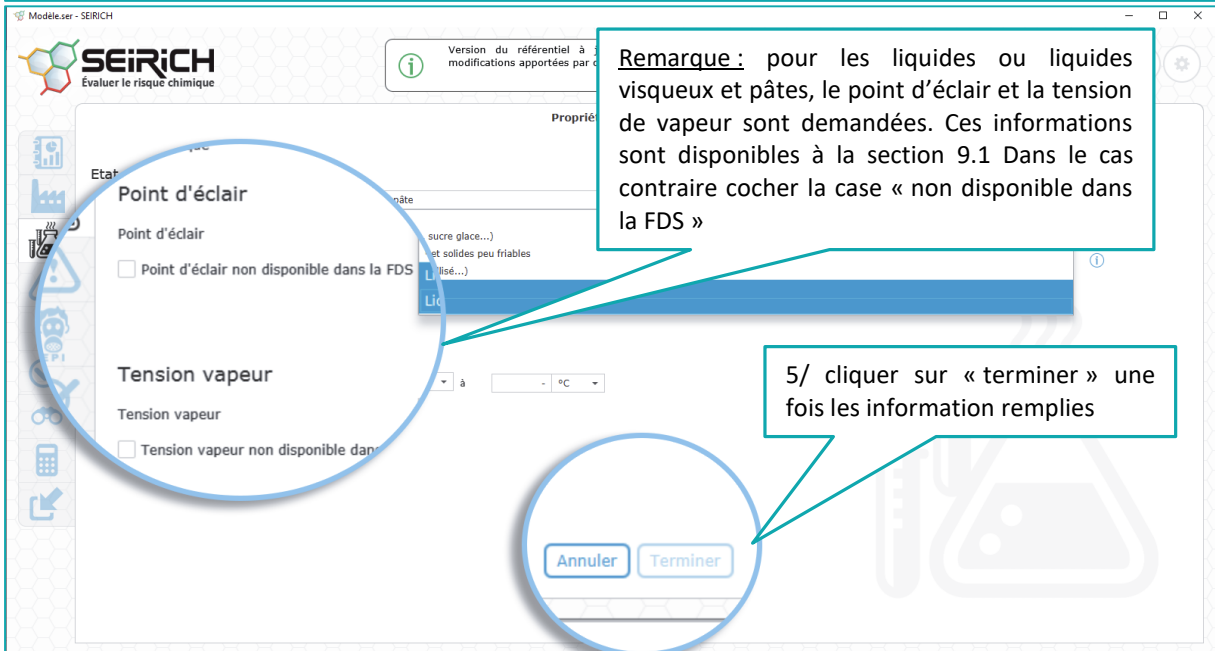 Modèle.ser - SEIRICH
SEiRiCH
Évaluer le risque chimique
Version du référentiel à
modifications apportées par
Remarque : pour les liquides ou liquides
visqueux et pâtes, le point d’éclair et la tension
de vapeur sont demandées. Ces informations
sont disponibles à la section 9.1 Dans le cas
contraire cocher la case « non disponible dans
la FDS »
Etat
pâte
Point d'éclair
Point d'éclair
Point d'éclair non disponible dans la FDS
sucre glace...)
et solides peu friables
EPI
Tension vapeur
à - °C
Tension vapeur
Tension vapeur non disponible
5/ cliquer sur « terminer » une
fois les information remplies
Annuler Terminer